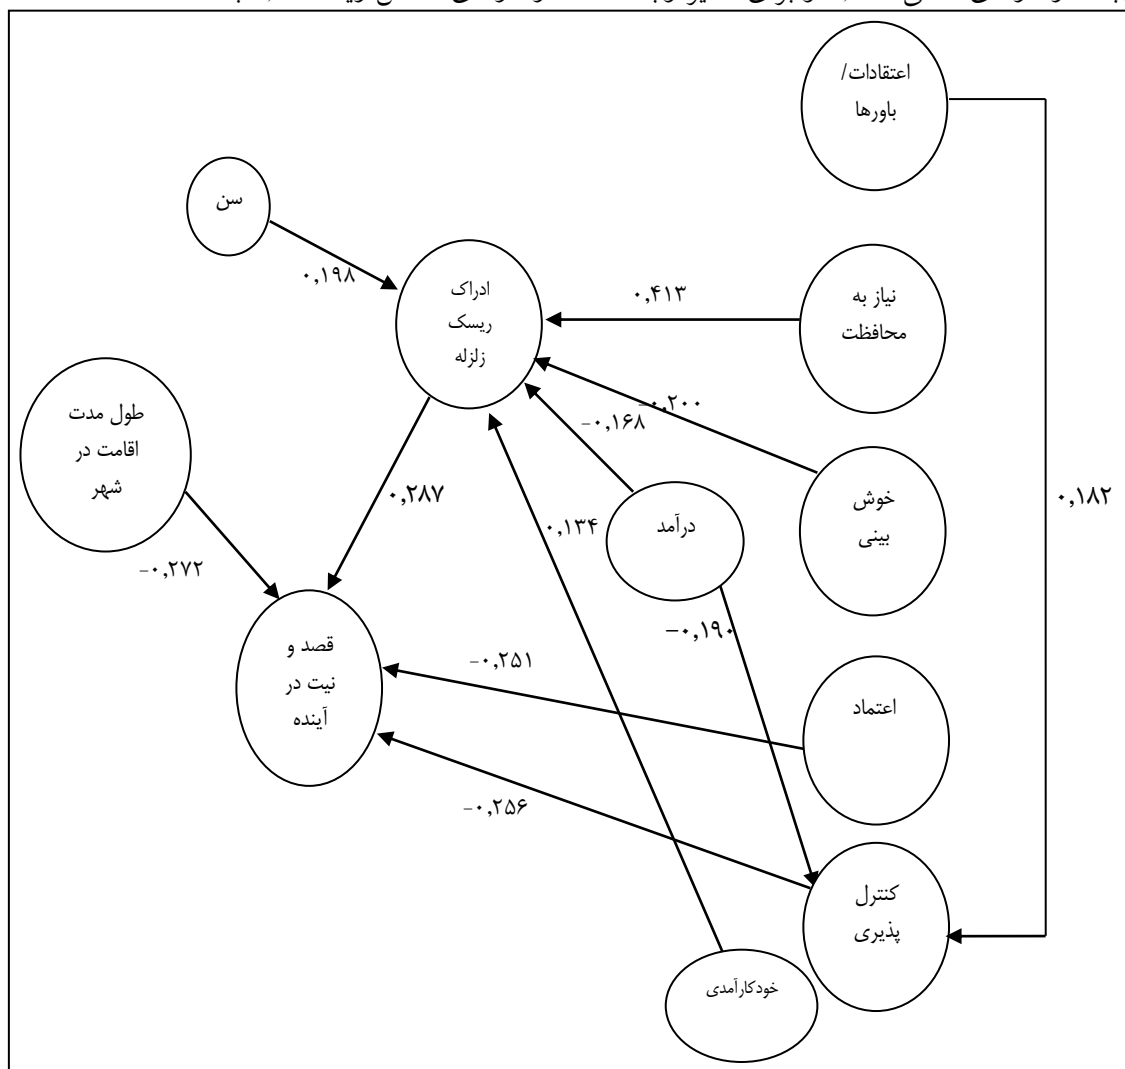 اعتقادات/
باورها
سن
۰,۱۹۸
ادراک
ریسک
زلزله
۰,۴۱۳
نیاز به
محافظت
-۰,۲۰۰
-۰,۱۶۸
طول مدت
اقامت در
شهر
۰,۲۸۷
۰,۱۳۴
درآمد
خوش
بینی
۰,۱۸۲
-۰,۲۷۲
-۰,۱۹۰
قصد و
نیت در
آینده
-۰,۲۵۱
اعتماد
-۰,۲۵۶
کنترل
پذیری
خودکارآمدی